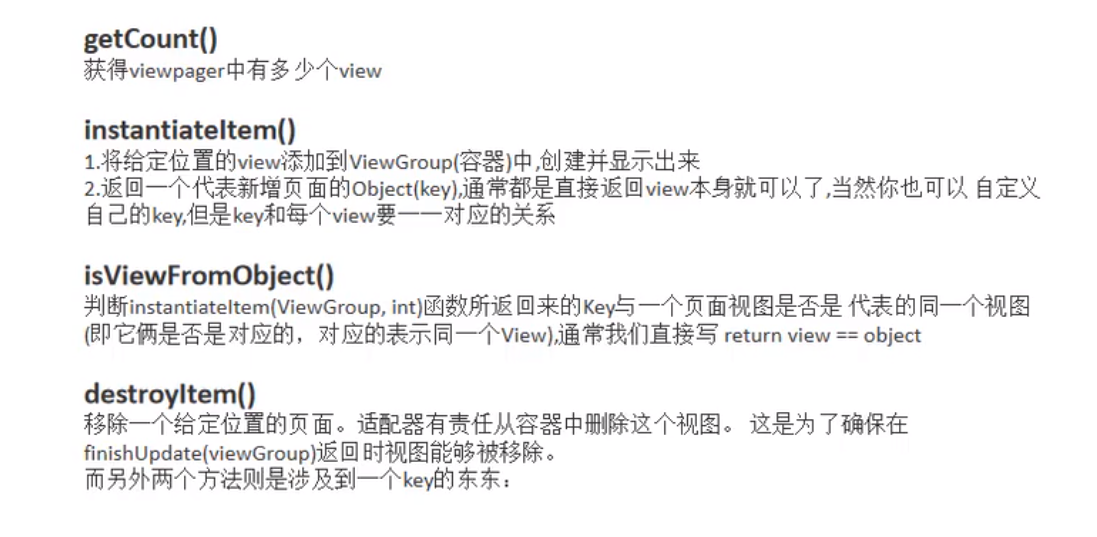 getCount()
获得viewpager中有多少个view
instantiateItem()
1.将给定位置的view添加到ViewGroup(容器)中,创建并显示出来
2.返回一个代表新增页面的Object(key),通常都是直接返回view本身就可以了,当然你也可以 自定义
自己的key,但是key和每个view要一一对应的关系
isViewFromObject()
判断instantiateItem(ViewGroup, int)函数所返回来的Key与一个页面视图是否是 代表的同一个视图
(即它俩是否是对应的，对应的表示同一个View),通常我们直接写 return view == object
destroyItem()
移除一个给定位置的页面。适配器有责任从容器中删除这个视图。 这是为了确保在
finishUpdate(viewGroup)返回时视图能够被移除。
而另外两个方法则是涉及到一个key的东东：